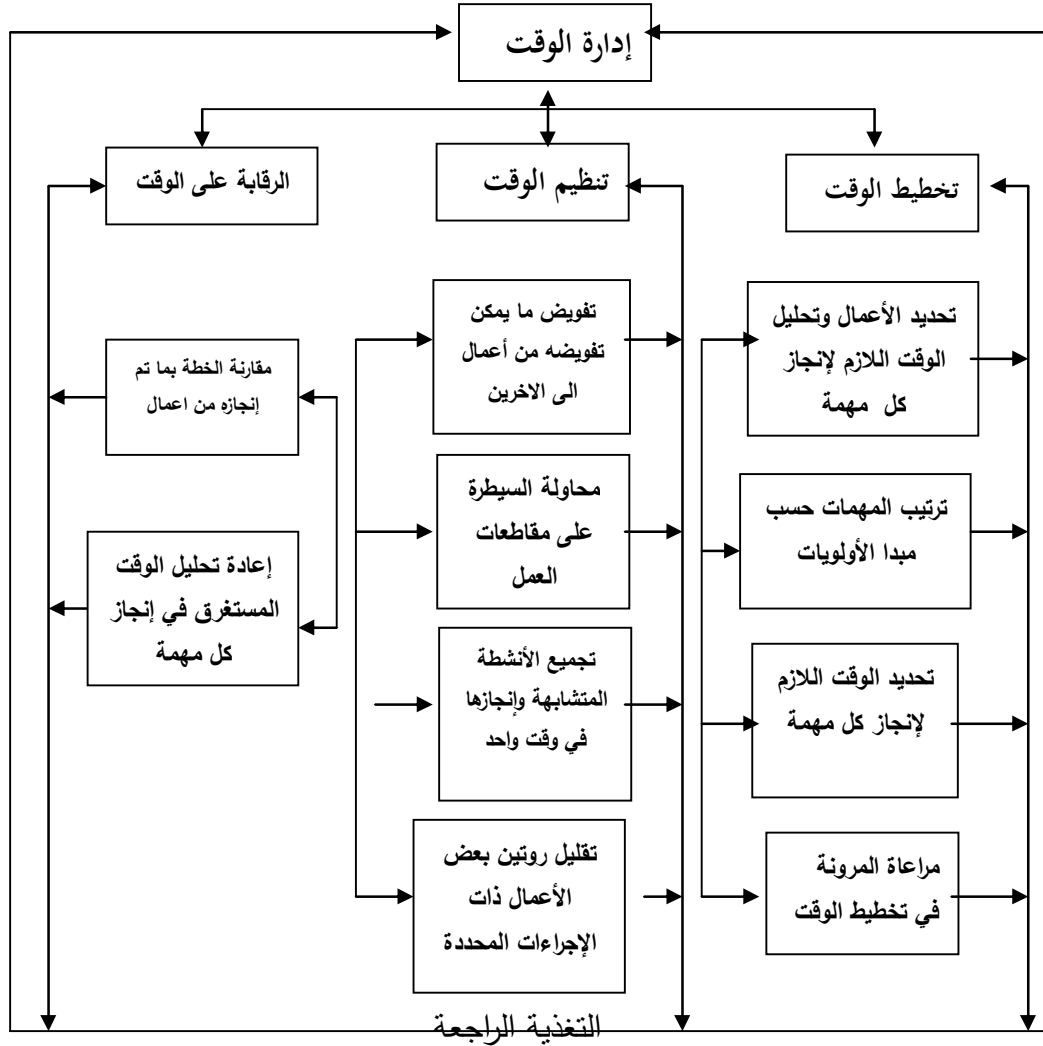 إدارة الوقت
تخطيط الوقت
تنظيم الوقت
الرقابة على الوقت
تحديد الأعمال وتحليل
الوقت اللازم لإنجاز
كل مهمة
ترتيب المهمات حسب
مبدا الأولويات
تحديد الوقت اللازم
لإنجاز كل مهمة
مراعاة المرونة
في تخطيط الوقت
تفويض ما يمكن
تفويضه من أعمال
الى الاخرين
محاولة السيطرة
على مقاطعات
العمل
تجميع الأنشطة
المتشابهة وإنجازها
في وقت واحد
تقليل روتين بعض
الأعمال ذات
الإجراءات المحددة
مقارنة الخطة بما تم
إنجازه من اعمال
إعادة تحليل الوقت
المستغرق في إنجاز
كل مهمة
التغذية الراجعة